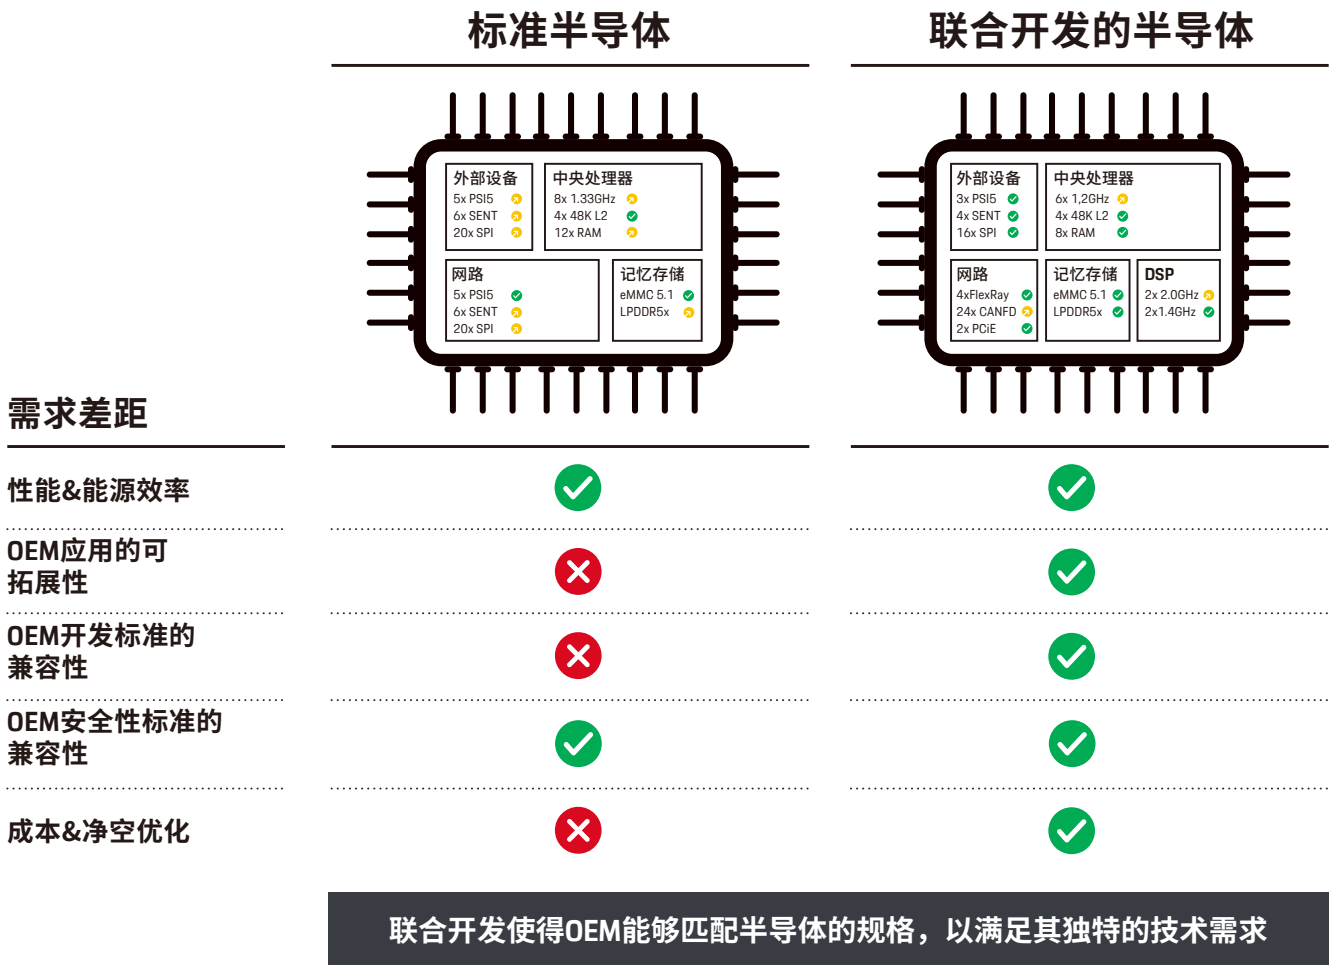 标准半导体
联合开发的半导体
外部设备
5x PSI5
6x SENT
20x SPI
中央处理器
8x 1.33GHz
4x 48K L2
12x RAM
网路
5x PSI5
6x SENT
20x SPI
记忆存储
eMMC 5.1
LPDDR5x
外部设备
3x PSI5
4x SENT
16x SPI
中央处理器
6x 1,2GHz
4x 48K L2
8x RAM
网路
4xFlexRay
24x CANFD
2x PCiE
记忆存储
eMMC 5.1
LPDDR5x
DSP
2x 2.0GHz
2x1.4GHz
需求差距
性能&能源效率
OEM应用的可
拓展性
OEM开发标准的
兼容性
OEM安全性标准的
兼容性
成本&净空优化
联合开发使得OEM能够匹配半导体的规格，以满足其独特的技术需求